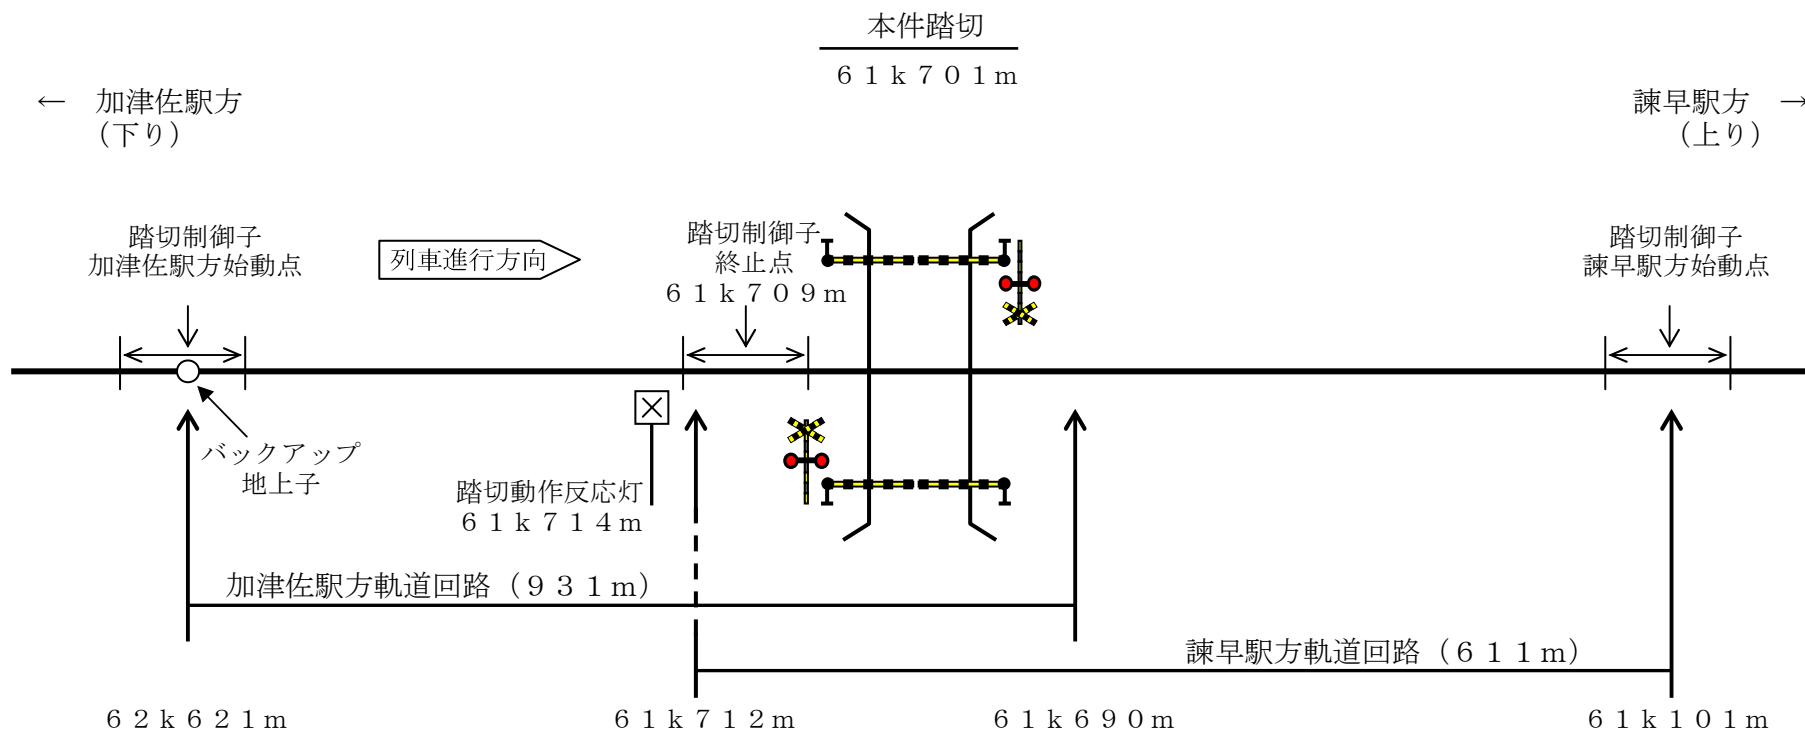 本件踏切
６１ｋ７０１ｍ
← 加津佐駅方
（下り）
諫早駅方 →
（上り）
踏切制御子
加津佐駅方始動点
列車進行方向
踏切制御子
終止点
６１ｋ７０９ｍ
踏切制御子
諫早駅方始動点
バックアップ
地上子
踏切動作反応灯
６１ｋ７１４ｍ
加津佐駅方軌道回路（９３１ｍ）
諫早駅方軌道回路（６１１ｍ）
６２ｋ６２１ｍ
６１ｋ７１２ｍ
６１ｋ６９０ｍ
６１ｋ１０１ｍ